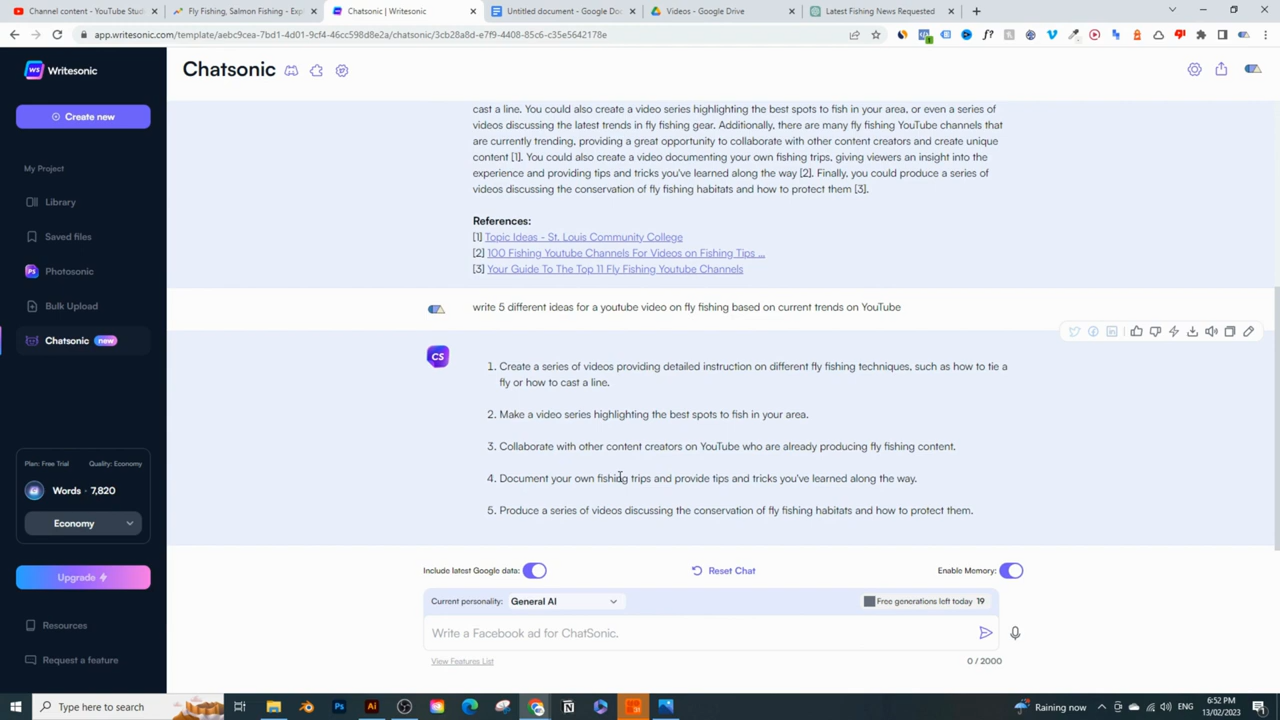 Channel content - YouTube Studi
Fly Fishing, Salmon Fishing - Exp
Chatsonic | Writesonic
Untitled document - Google Doc
Videos - Google Drive
Latest Fishing News Requested
app.writesonic.com/template/aebc9cea-7bd1-4d01-9cf4-46cc598d8e2a/chatsonic/3cb28a8d-e7f9-4408-85c6-c35e5642178e
WS Writesonic
Chatsonic
Create new
My Project
Library
Saved files
PS Photosonic
Bulk Upload
Chatsonic new
cast a line. You could also create a video series highlighting the best spots to fish in your area, or even a series of
videos discussing the latest trends in fly fishing gear. Additionally, there are many fly fishing YouTube channels that
are currently trending, providing a great opportunity to collaborate with other content creators and create unique
content [1]. You could also create a video documenting your own fishing trips, giving viewers an insight into the
experience and providing tips and tricks you've learned along the way [2]. Finally, you could produce a series of
videos discussing the conservation of fly fishing habitats and how to protect them [3].
References:
[1] Topic Ideas - St. Louis Community College
[2] 100 Fishing Youtube Channels For Videos on Fishing Tips ...
[3] Your Guide To The Top 11 Fly Fishing Youtube Channels
write 5 different ideas for a youtube video on fly fishing based on current trends on YouTube
CS
1. Create a series of videos providing detailed instruction on different fly fishing techniques, such as how to tie a
fly or how to cast a line.
2. Make a video series highlighting the best spots to fish in your area.
3. Collaborate with other content creators on YouTube who are already producing fly fishing content.
4. Document your own fishing trips and provide tips and tricks you've learned along the way.
5. Produce a series of videos discussing the conservation of fly fishing habitats and how to protect them.
Plan: Free Trial Quality: Economy
Words · 7,820
Economy
Upgrade
Resources
Request a feature
Include latest Google data:
Reset Chat
Enable Memory:
Current personality: General AI
Free generations left today 19
Write a Facebook ad for ChatSonic.
View Features List
0 / 2000
Type here to search
Ps
Ai
Raining now
ENG
6:52 PM
13/02/2023